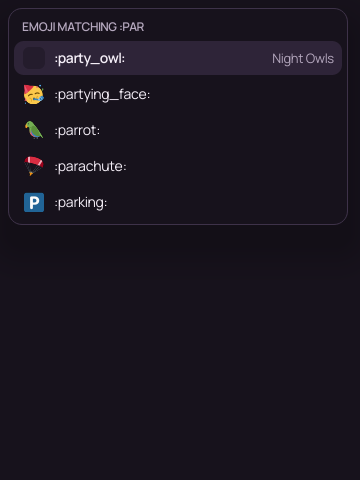 EMOJI MATCHING :PAR
:party_owl: Night Owls
:partying_face:
:parrot:
:parachute:
P :parking: